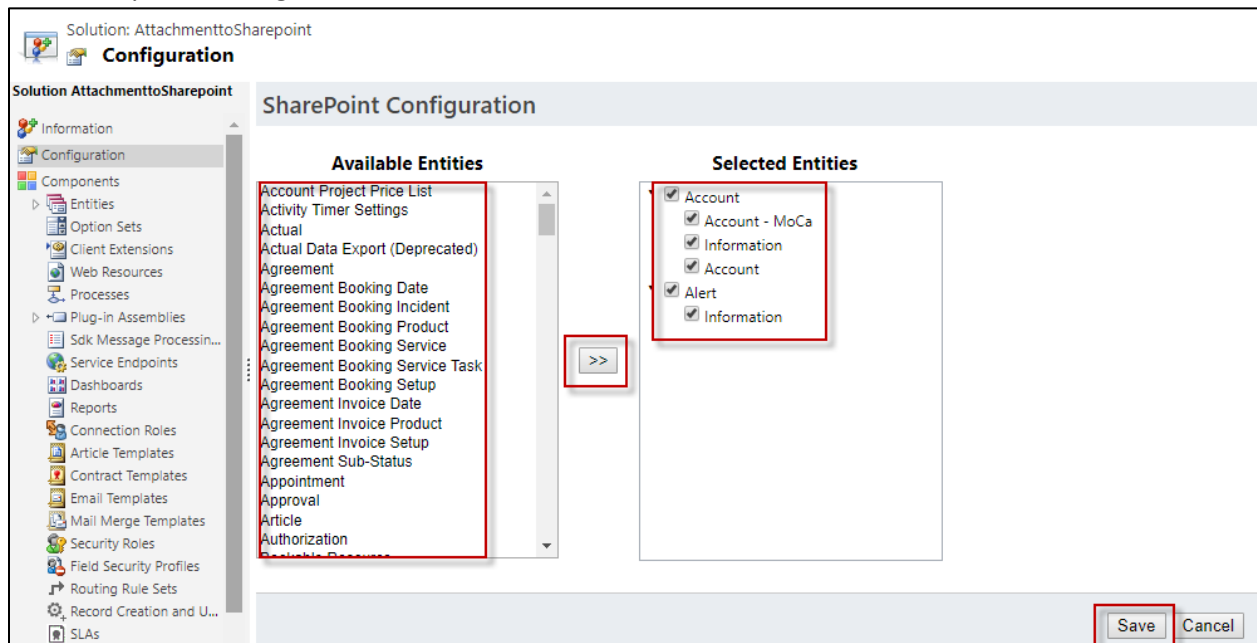 Solution: AttachmenttoSharepoint
Configuration
Solution AttachmenttoSharepoint
Information
Configuration
Components
Entities
Option Sets
Client Extensions
Web Resources
Processes
Plug-in Assemblies
Sdk Message Processin...
Service Endpoints
Dashboards
Reports
Connection Roles
Article Templates
Contract Templates
Email Templates
Mail Merge Templates
Security Roles
Field Security Profiles
Routing Rule Sets
Record Creation and U...
SLAs
SharePoint Configuration
Available Entities
Account Project Price List
Activity Timer Settings
Actual
Actual Data Export (Deprecated)
Agreement
Agreement Booking Date
Agreement Booking Incident
Agreement Booking Product
Agreement Booking Service
Agreement Booking Service Task
Agreement Booking Setup
Agreement Invoice Date
Agreement Invoice Product
Agreement Invoice Setup
Agreement Sub-Status
Appointment
Approval
Article
Authorization
>>
Selected Entities
Account
Account - MoCa
Information
Account
Alert
Information
Save
Cancel